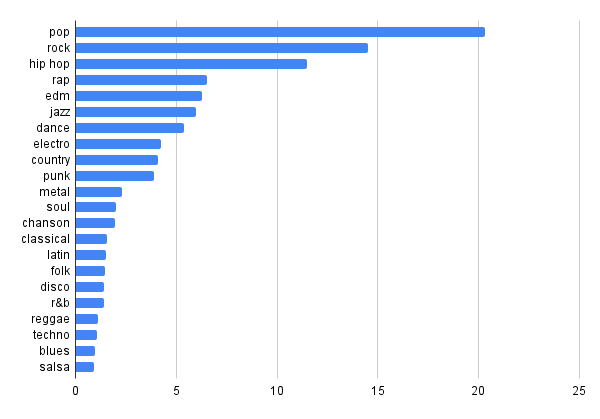 pop
rock
hip hop
rap
edm
jazz
dance
electro
country
punk
metal
soul
chanson
classical
latin
folk
disco
r&b
reggae
techno
blues
salsa
0 5 10 15 20 25